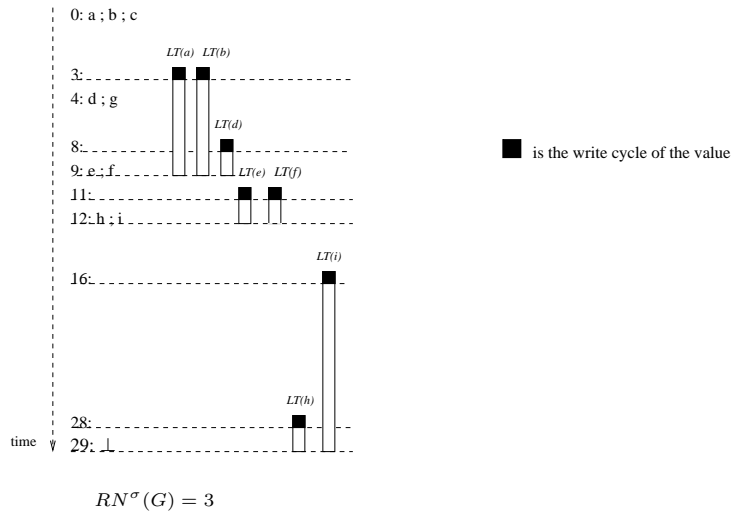 0: a ; b ; c
LT(a) LT(b)
3:
4: d ; g
LT(d)
8:
is the write cycle of the value
9: e ; f
LT(e) LT(f)
11:
12: h ; i
LT(i)
16:
LT(h)
28:
time
29: ⊥
RN^σ(G) = 3